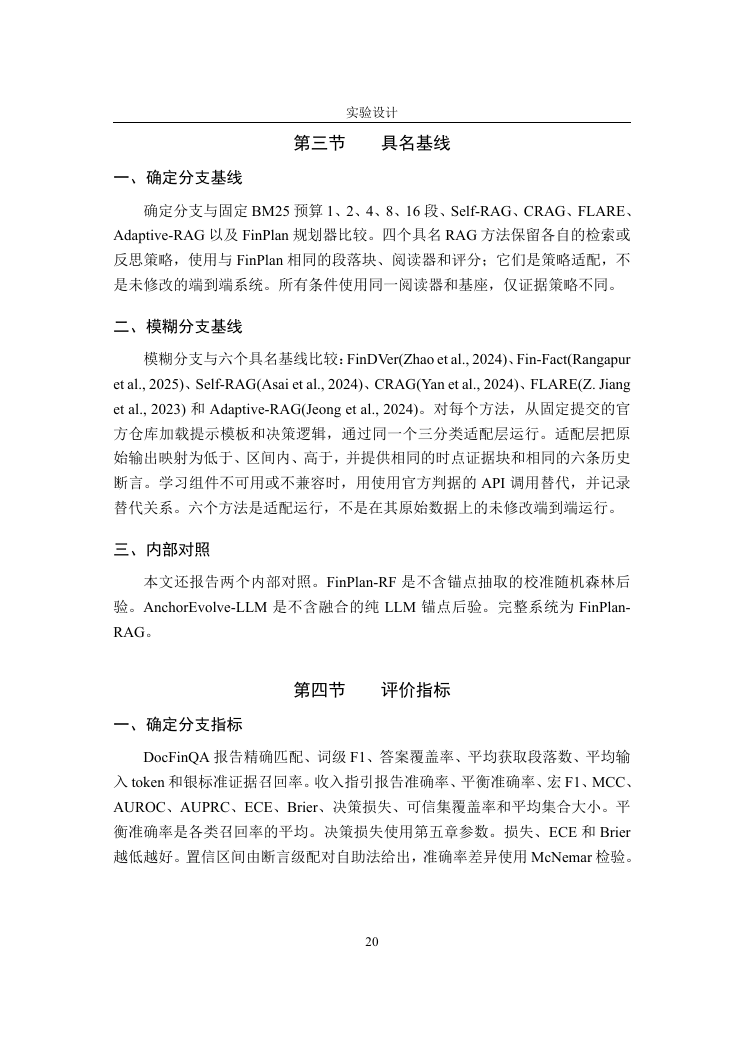 实验设计
第三节 具名基线
一、确定分支基线
确定分支与固定 BM25 预算 1、2、4、8、16 段、Self-RAG、CRAG、FLARE、
Adaptive-RAG 以及 FinPlan 规划器比较。四个具名 RAG 方法保留各自的检索或
反思策略，使用与 FinPlan 相同的段落块、阅读器和评分；它们是策略适配，不
是未修改的端到端系统。所有条件使用同一阅读器和基座，仅证据策略不同。
二、模糊分支基线
模糊分支与六个具名基线比较：FinDVer(Zhao et al., 2024)、Fin-Fact(Rangapur
et al., 2025)、Self-RAG(Asai et al., 2024)、CRAG(Yan et al., 2024)、FLARE(Z. Jiang
et al., 2023) 和 Adaptive-RAG(Jeong et al., 2024)。对每个方法，从固定提交的官
方仓库加载提示模板和决策逻辑，通过同一个三分类适配层运行。适配层把原
始输出映射为低于、区间内、高于，并提供相同的时点证据块和相同的六条历史
断言。学习组件不可用或不兼容时，用使用官方判据的 API 调用替代，并记录
替代关系。六个方法是适配运行，不是在其原始数据上的未修改端到端运行。
三、内部对照
本文还报告两个内部对照。FinPlan-RF 是不含锚点抽取的校准随机森林后
验。AnchorEvolve-LLM 是不含融合的纯 LLM 锚点后验。完整系统为 FinPlan-
RAG。
第四节 评价指标
一、确定分支指标
DocFinQA 报告精确匹配、词级 F1、答案覆盖率、平均获取段落数、平均输
入 token 和银标准证据召回率。收入指引报告准确率、平衡准确率、宏 F1、MCC、
AUROC、AUPRC、ECE、Brier、决策损失、可信集覆盖率和平均集合大小。平
衡准确率是各类召回率的平均。决策损失使用第五章参数。损失、ECE 和 Brier
越低越好。置信区间由断言级配对自助法给出，准确率差异使用 McNemar 检验。
20